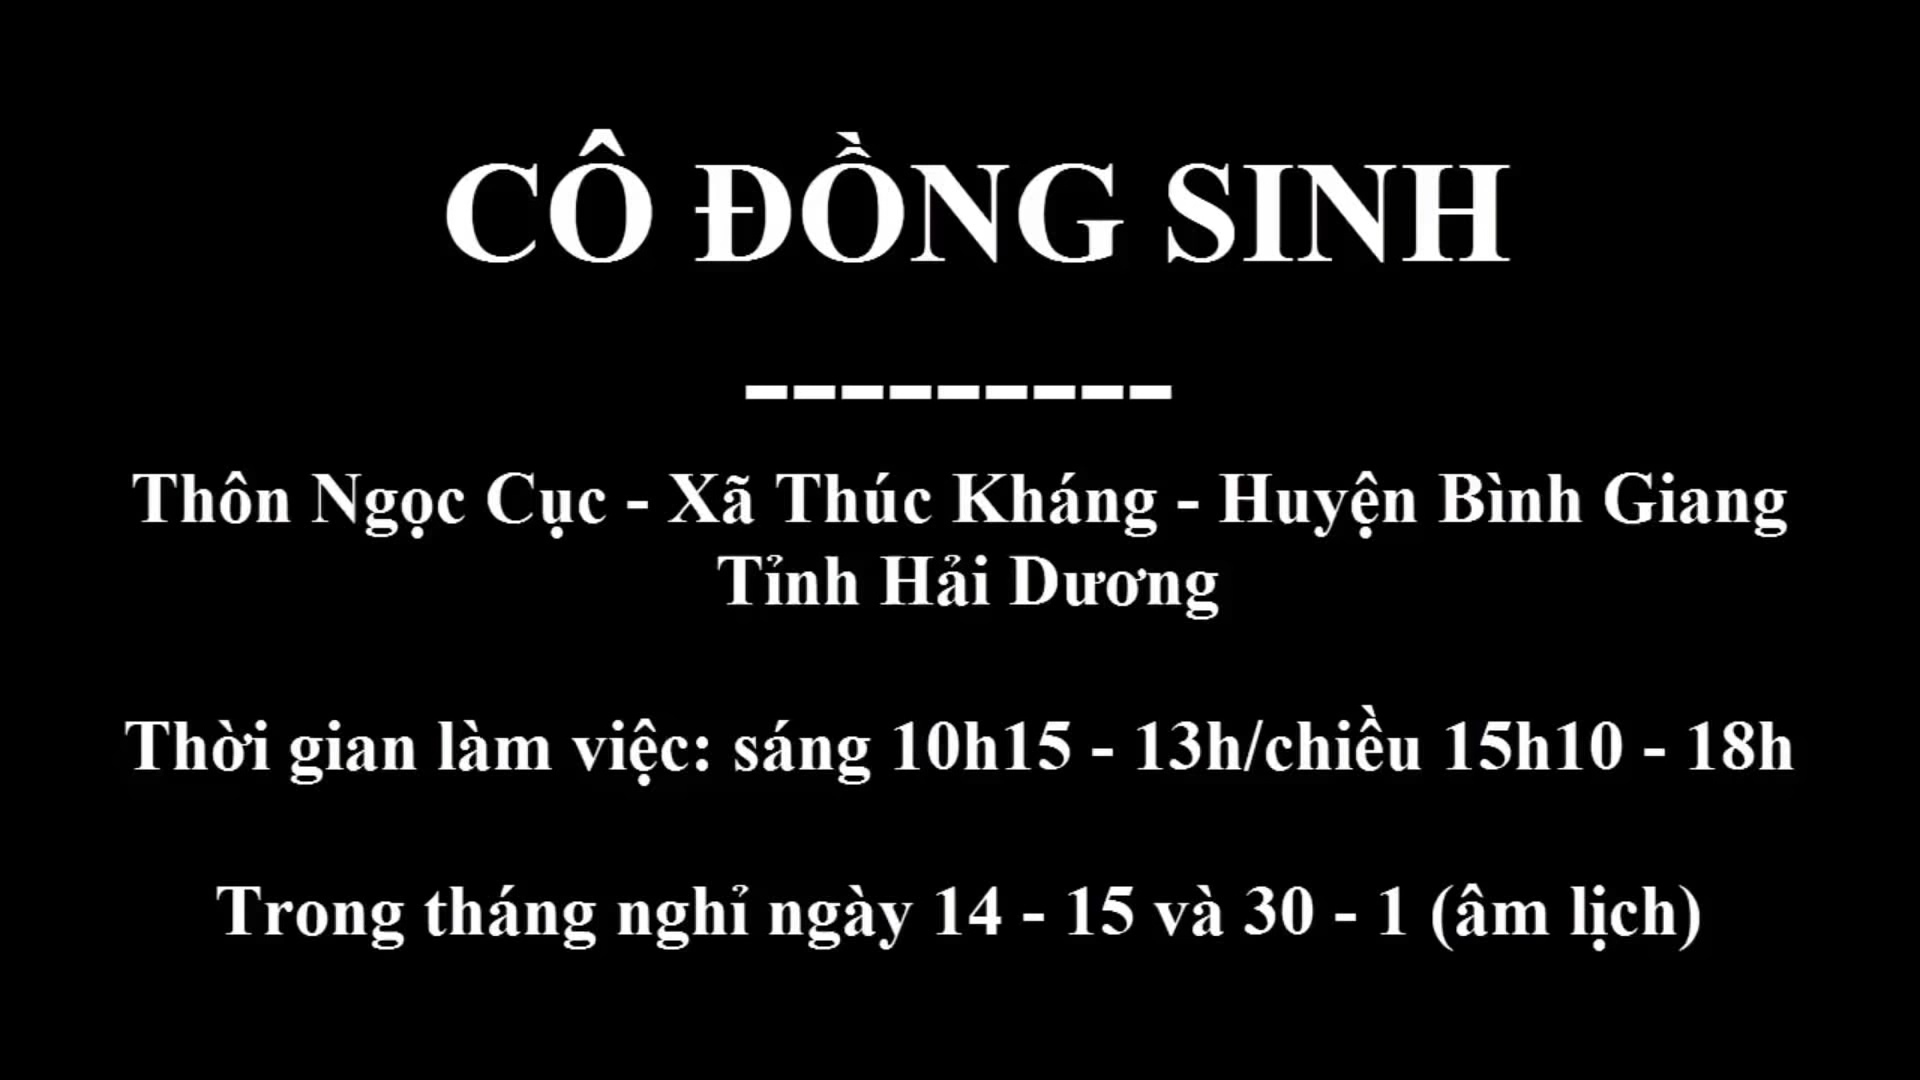 CÔ ĐỒNG SINH
---------
Thôn Ngọc Cục - Xã Thúc Kháng - Huyện Bình Giang
Tỉnh Hải Dương
Thời gian làm việc: sáng 10h15 - 13h/chiều 15h10 - 18h
Trong tháng nghỉ ngày 14 - 15 và 30 - 1 (âm lịch)